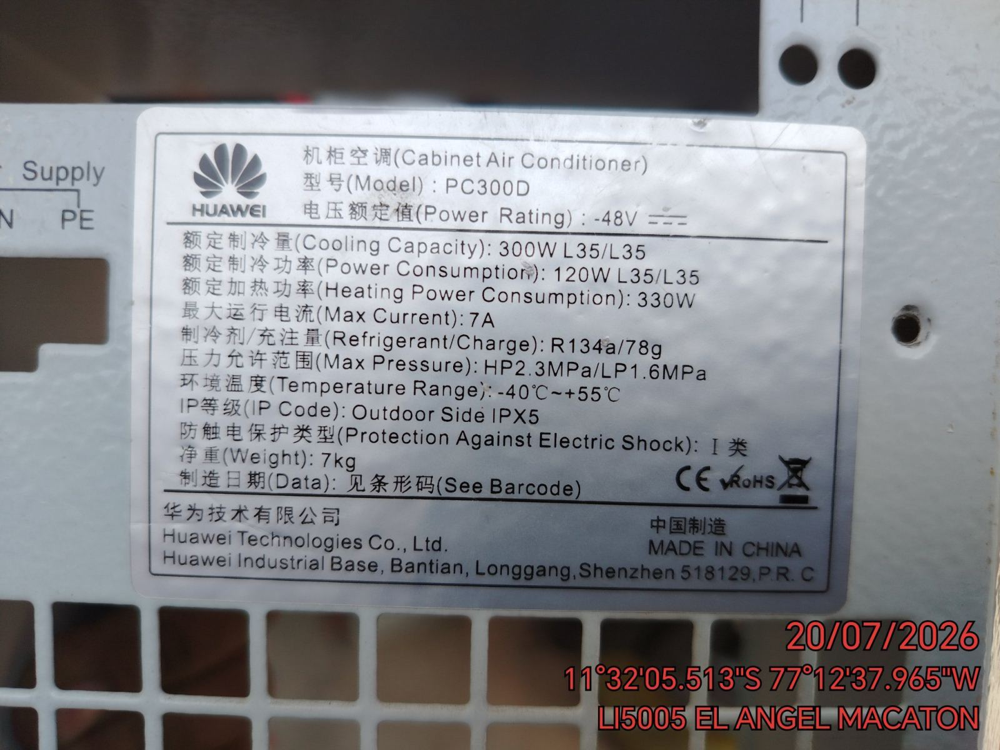 Supply
N PE
HUAWEI
机柜空调(Cabinet Air Conditioner)
型号(Model) : PC300D
电压额定值(Power Rating) : -48V
额定制冷量(Cooling Capacity): 300W L35/L35
额定制冷功率(Power Consumption): 120W L35/L35
额定加热功率(Heating Power Consumption): 330W
最大运行电流(Max Current): 7A
制冷剂/充注量(Refrigerant/Charge): R134a/78g
压力允许范围(Max Pressure): HP2.3MPa/LP1.6MPa
环境温度(Temperature Range): -40℃~+55℃
IP等级(IP Code): Outdoor Side IPX5
防触电保护类型(Protection Against Electric Shock): I 类
净重(Weight): 7kg
制造日期(Data): 见条形码(See Barcode)
CE RoHS
华为技术有限公司
Huawei Technologies Co., Ltd.
Huawei Industrial Base, Bantian, Longgang, Shenzhen 518129, P.R. C
中国制造
MADE IN CHINA
20/07/2026
11°32'05.513"S 77°12'37.965"W
LI5005 EL ANGEL MACATON